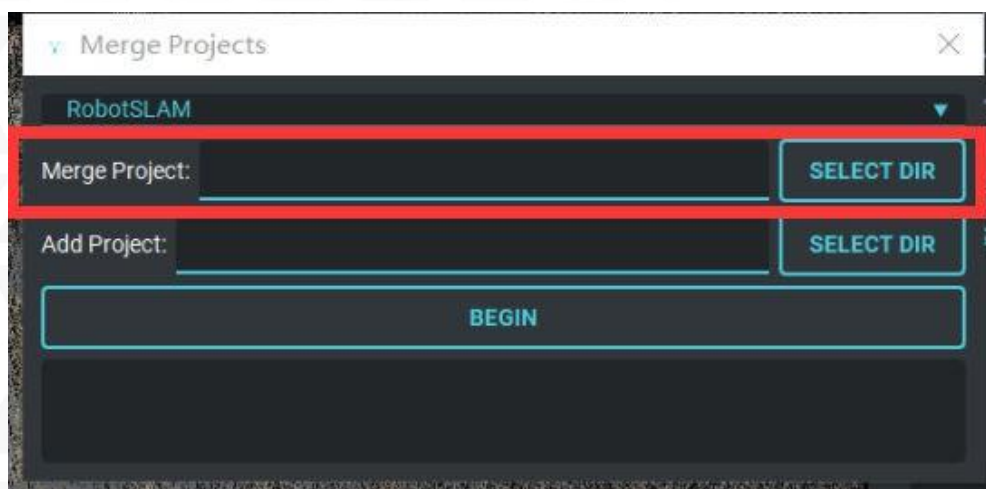 Merge Projects
RobotSLAM
Merge Project: SELECT DIR
Add Project: SELECT DIR
BEGIN